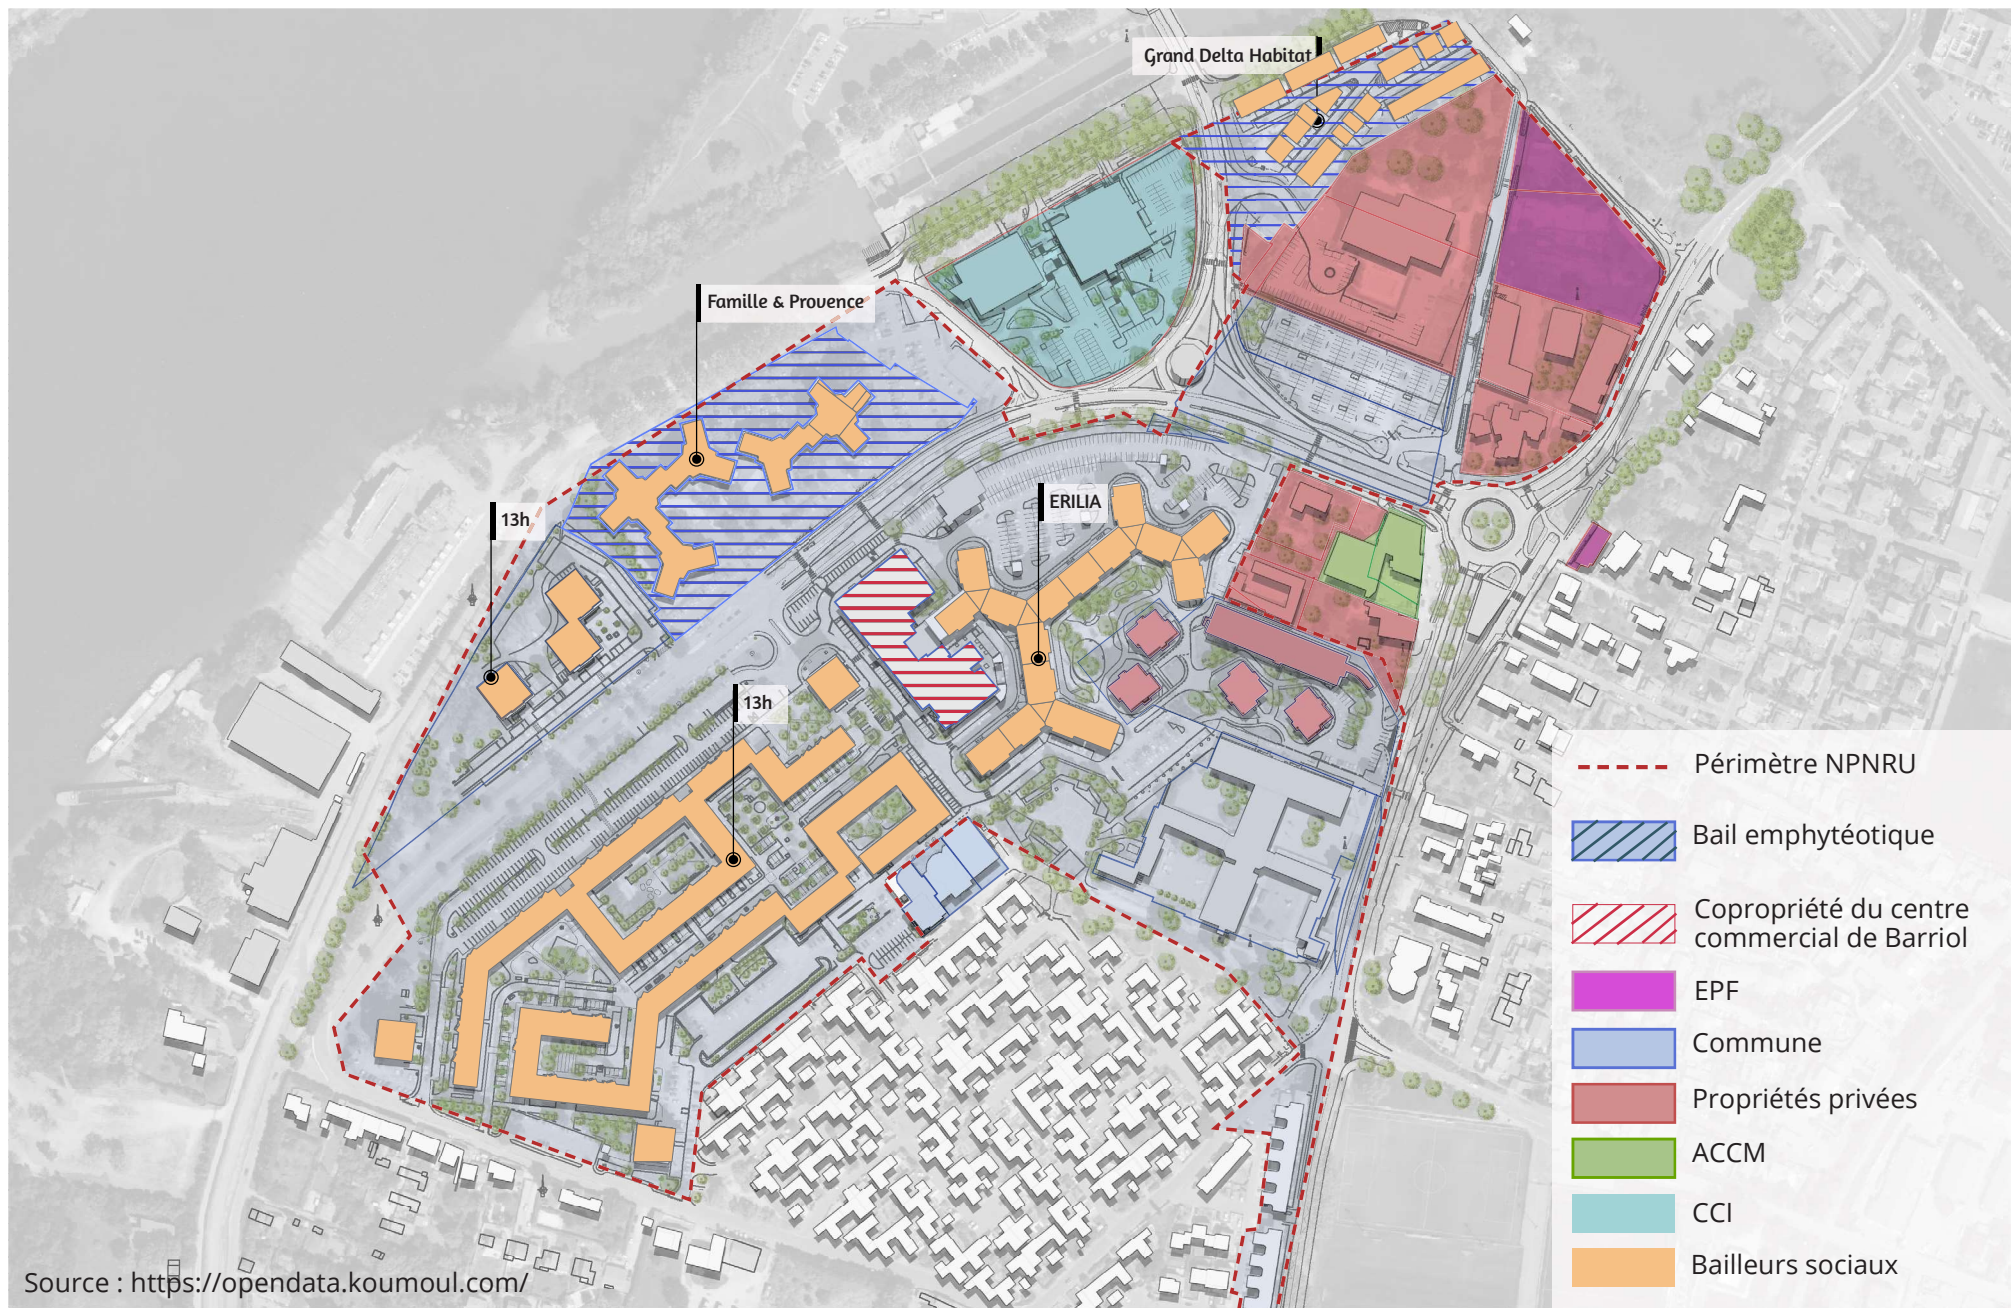 Grand Delta Habitat
Famille & Provence
13h
ERILIA
13h
Périmètre NPNRU
Bail emphytéotique
Copropriété du centre
commercial de Barriol
EPF
Commune
Propriétés privées
ACCM
CCI
Bailleurs sociaux
Source : https://opendata.koumoul.com/